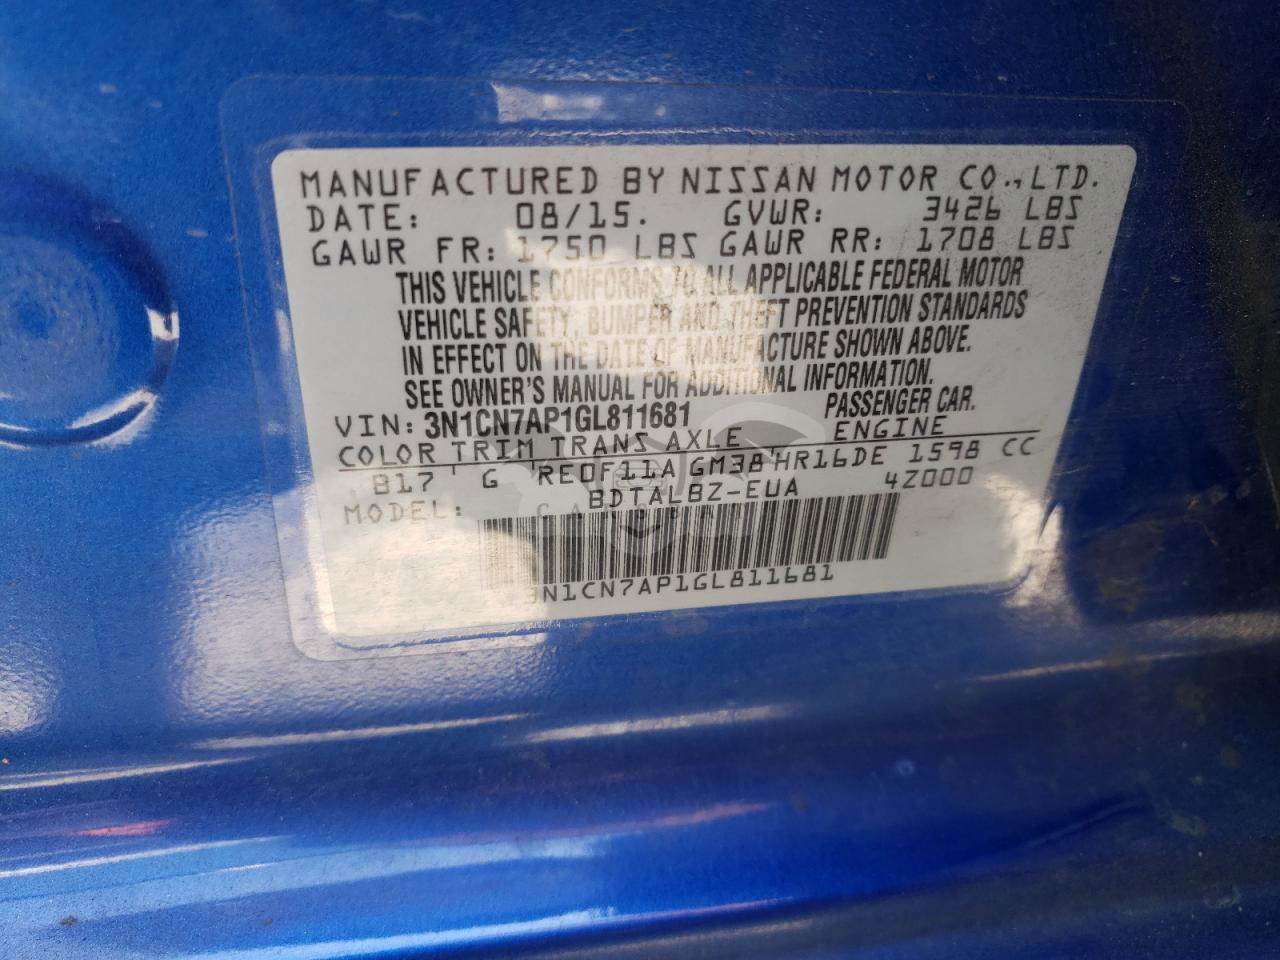 MANUFACTURED BY NISSAN MOTOR CO., LTD.
DATE: 08/15. GVWR: 3426 LBS
GAWR FR: 1750 LBS GAWR RR: 1708 LBS
THIS VEHICLE CONFORMS TO ALL APPLICABLE FEDERAL MOTOR
VEHICLE SAFETY, BUMPER AND THEFT PREVENTION STANDARDS
IN EFFECT ON THE DATE OF MANUFACTURE SHOWN ABOVE.
SEE OWNER'S MANUAL FOR ADDITIONAL INFORMATION.
VIN: 3N1CN7AP1GL811681 PASSENGER CAR.
COLOR TRIM TRANS AXLE ENGINE
B17 G RE0F11A GM38 HR16DE 1598 CC
MODEL: BDTALBZ-EUA 4Z000
3N1CN7AP1GL811681